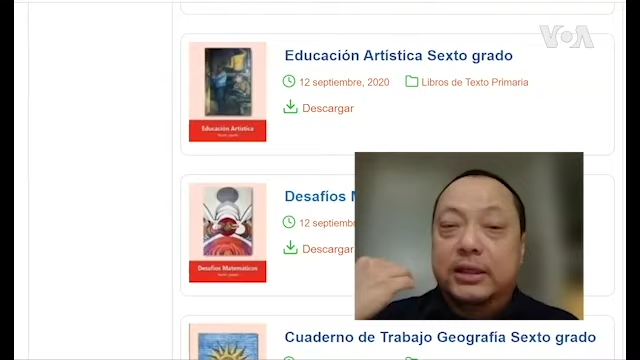 VOA
Educación Artística Sexto grado
12 septiembre, 2020 Libros de Texto Primaria
Descargar
Educación Artística
Desafíos
12 septiemb
Descargar
Desafíos Matemáticos
Cuaderno de Trabajo Geografía Sexto grado